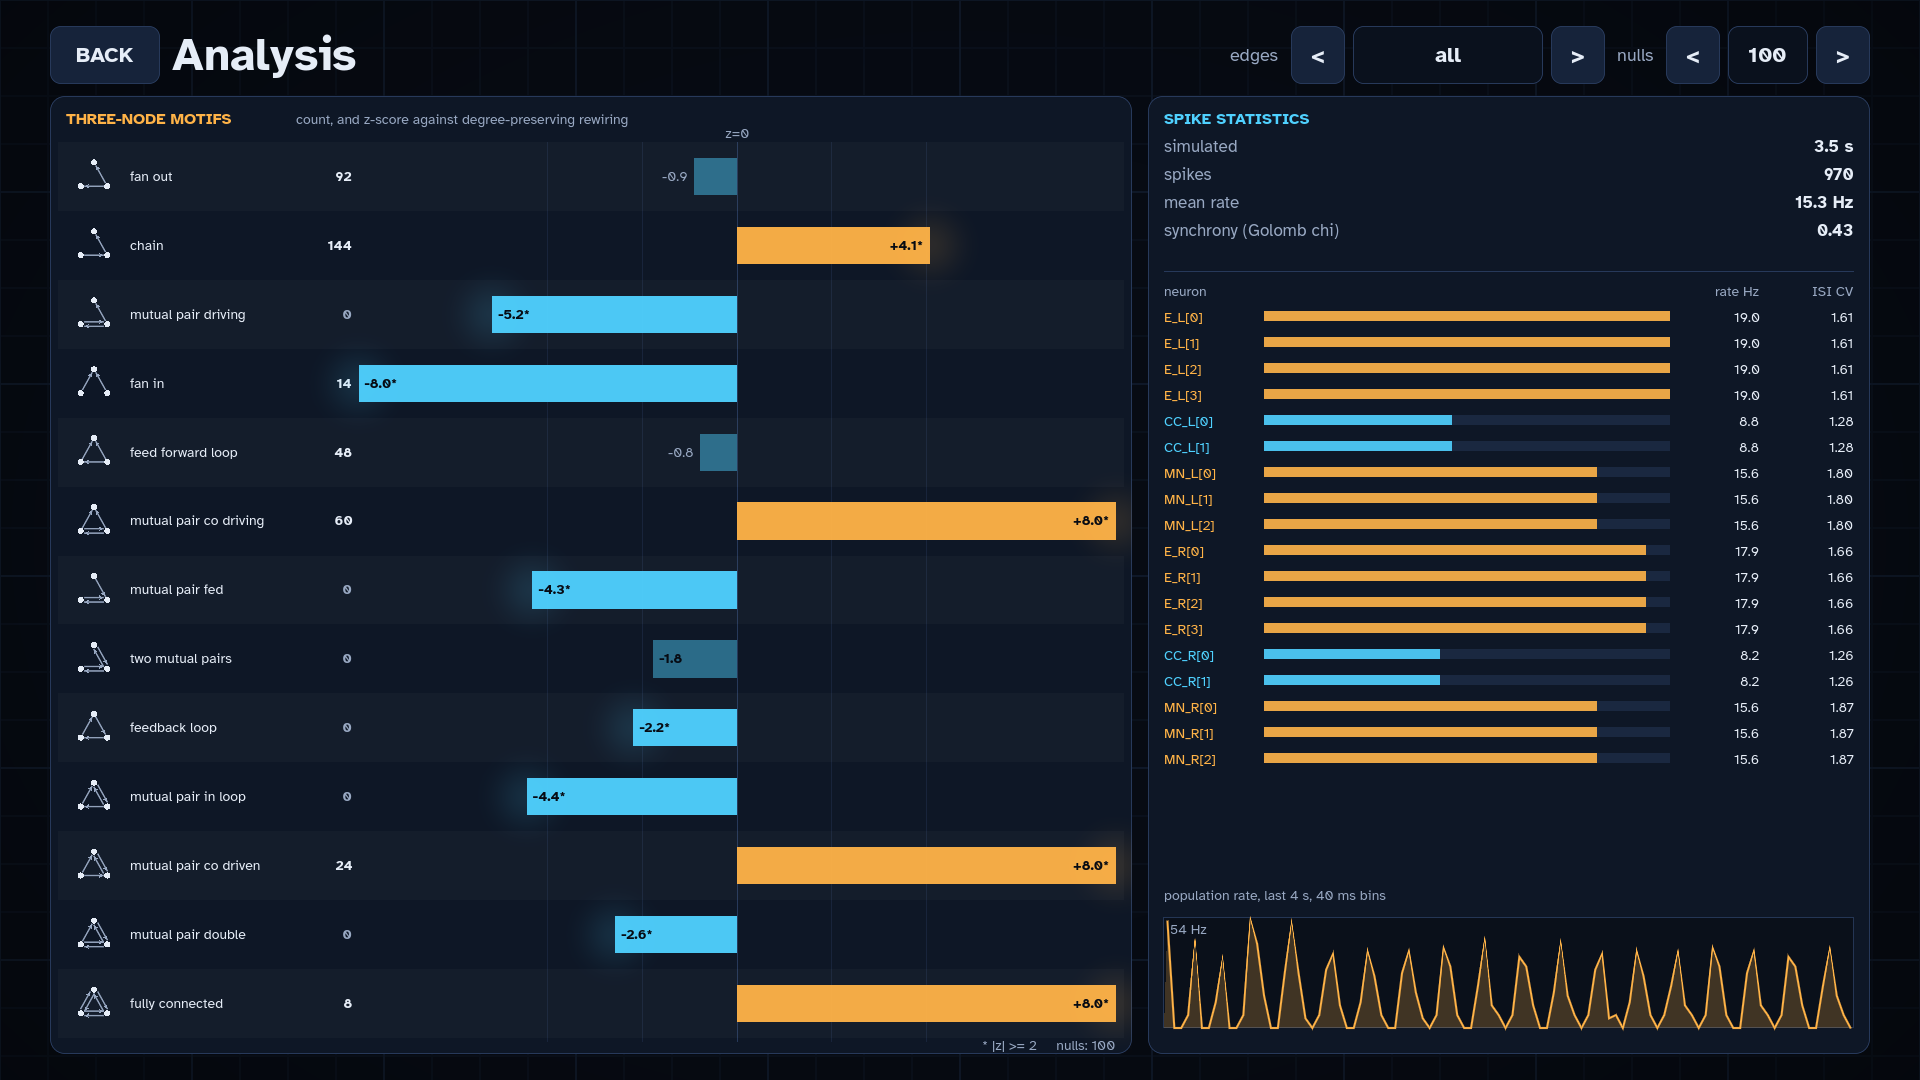 BACK Analysis edges < all > nulls < 100 >
THREE-NODE MOTIFS count, and z-score against degree-preserving rewiring
z=0
fan out 92 -0.9
chain 144 +4.1*
mutual pair driving 0 -5.2*
fan in 14 -8.0*
feed forward loop 48 -0.8
mutual pair co driving 60 +8.0*
mutual pair fed 0 -4.3*
two mutual pairs 0 -1.8
feedback loop 0 -2.2*
mutual pair in loop 0 -4.4*
mutual pair co driven 24 +8.0*
mutual pair double 0 -2.6*
fully connected 8 +8.0*
* |z| >= 2 nulls: 100
SPIKE STATISTICS
simulated 3.5 s
spikes 970
mean rate 15.3 Hz
synchrony (Golomb chi) 0.43
neuron rate Hz ISI CV
E_L[0] 19.0 1.61
E_L[1] 19.0 1.61
E_L[2] 19.0 1.61
E_L[3] 19.0 1.61
CC_L[0] 8.8 1.28
CC_L[1] 8.8 1.28
MN_L[0] 15.6 1.80
MN_L[1] 15.6 1.80
MN_L[2] 15.6 1.80
E_R[0] 17.9 1.66
E_R[1] 17.9 1.66
E_R[2] 17.9 1.66
E_R[3] 17.9 1.66
CC_R[0] 8.2 1.26
CC_R[1] 8.2 1.26
MN_R[0] 15.6 1.87
MN_R[1] 15.6 1.87
MN_R[2] 15.6 1.87
population rate, last 4 s, 40 ms bins
54 Hz